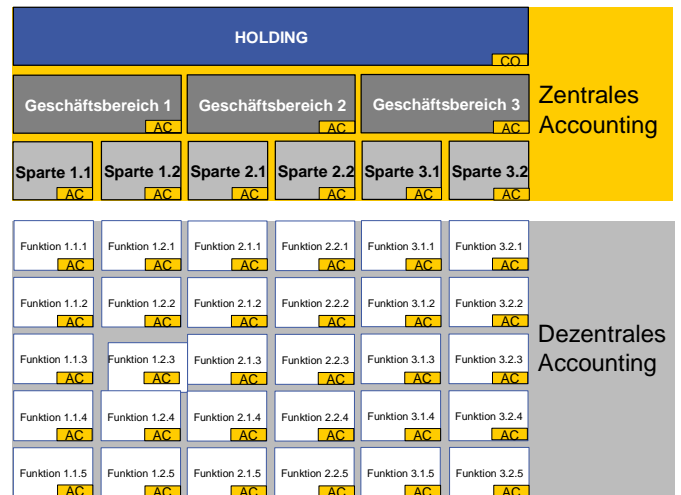 HOLDING
CO
Geschäftsbereich 1 Geschäftsbereich 2 Geschäftsbereich 3
AC AC AC
Zentrales
Accounting
Sparte 1.1 Sparte 1.2 Sparte 2.1 Sparte 2.2 Sparte 3.1 Sparte 3.2
AC AC AC AC AC AC
Funktion 1.1.1 Funktion 1.2.1 Funktion 2.1.1 Funktion 2.2.1 Funktion 3.1.1 Funktion 3.2.1
AC AC AC AC AC AC
Funktion 1.1.2 Funktion 1.2.2 Funktion 2.1.2 Funktion 2.2.2 Funktion 3.1.2 Funktion 3.2.2
AC AC AC AC AC AC
Dezentrales
Accounting
Funktion 1.1.3 Funktion 1.2.3 Funktion 2.1.3 Funktion 2.2.3 Funktion 3.1.3 Funktion 3.2.3
AC AC AC AC AC AC
Funktion 1.1.4 Funktion 1.2.4 Funktion 2.1.4 Funktion 2.2.4 Funktion 3.1.4 Funktion 3.2.4
AC AC AC AC AC AC
Funktion 1.1.5 Funktion 1.2.5 Funktion 2.1.5 Funktion 2.2.5 Funktion 3.1.5 Funktion 3.2.5
AC AC AC AC AC AC